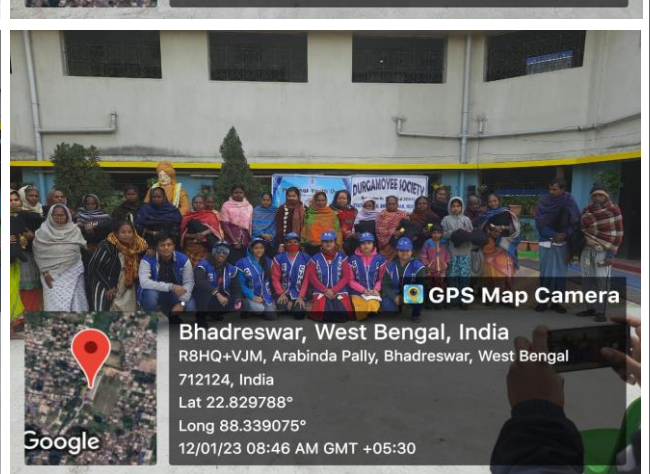 DURGAMOYEE SOCIETY
GPS Map Camera
Bhadreswar, West Bengal, India
R8HQ+VJM, Arabinda Pally, Bhadreswar, West Bengal
712124, India
Lat 22.829788°
Long 88.339075°
12/01/23 08:46 AM GMT +05:30
Google